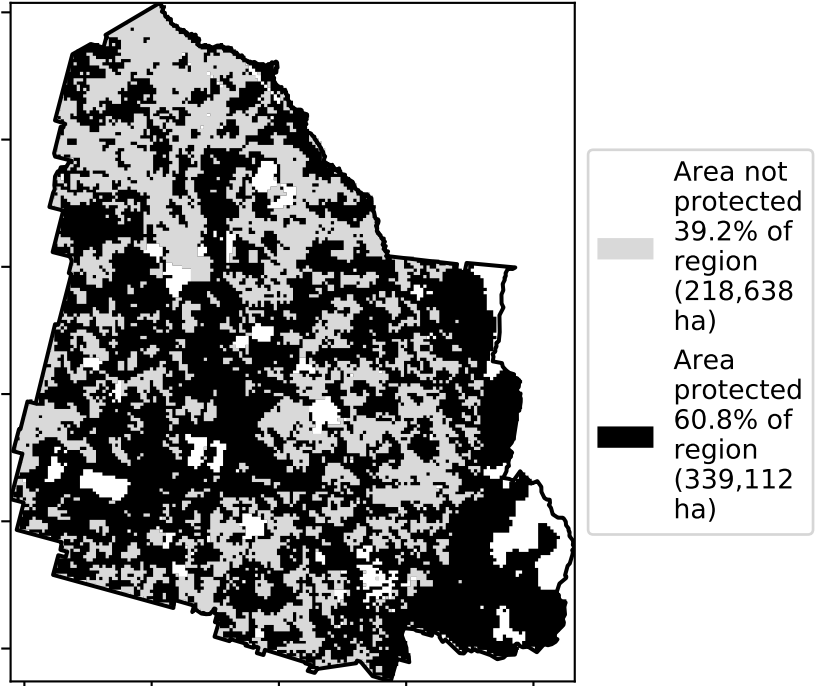 Area not
protected
39.2% of
region
(218,638
ha)
Area
protected
60.8% of
region
(339,112
ha)